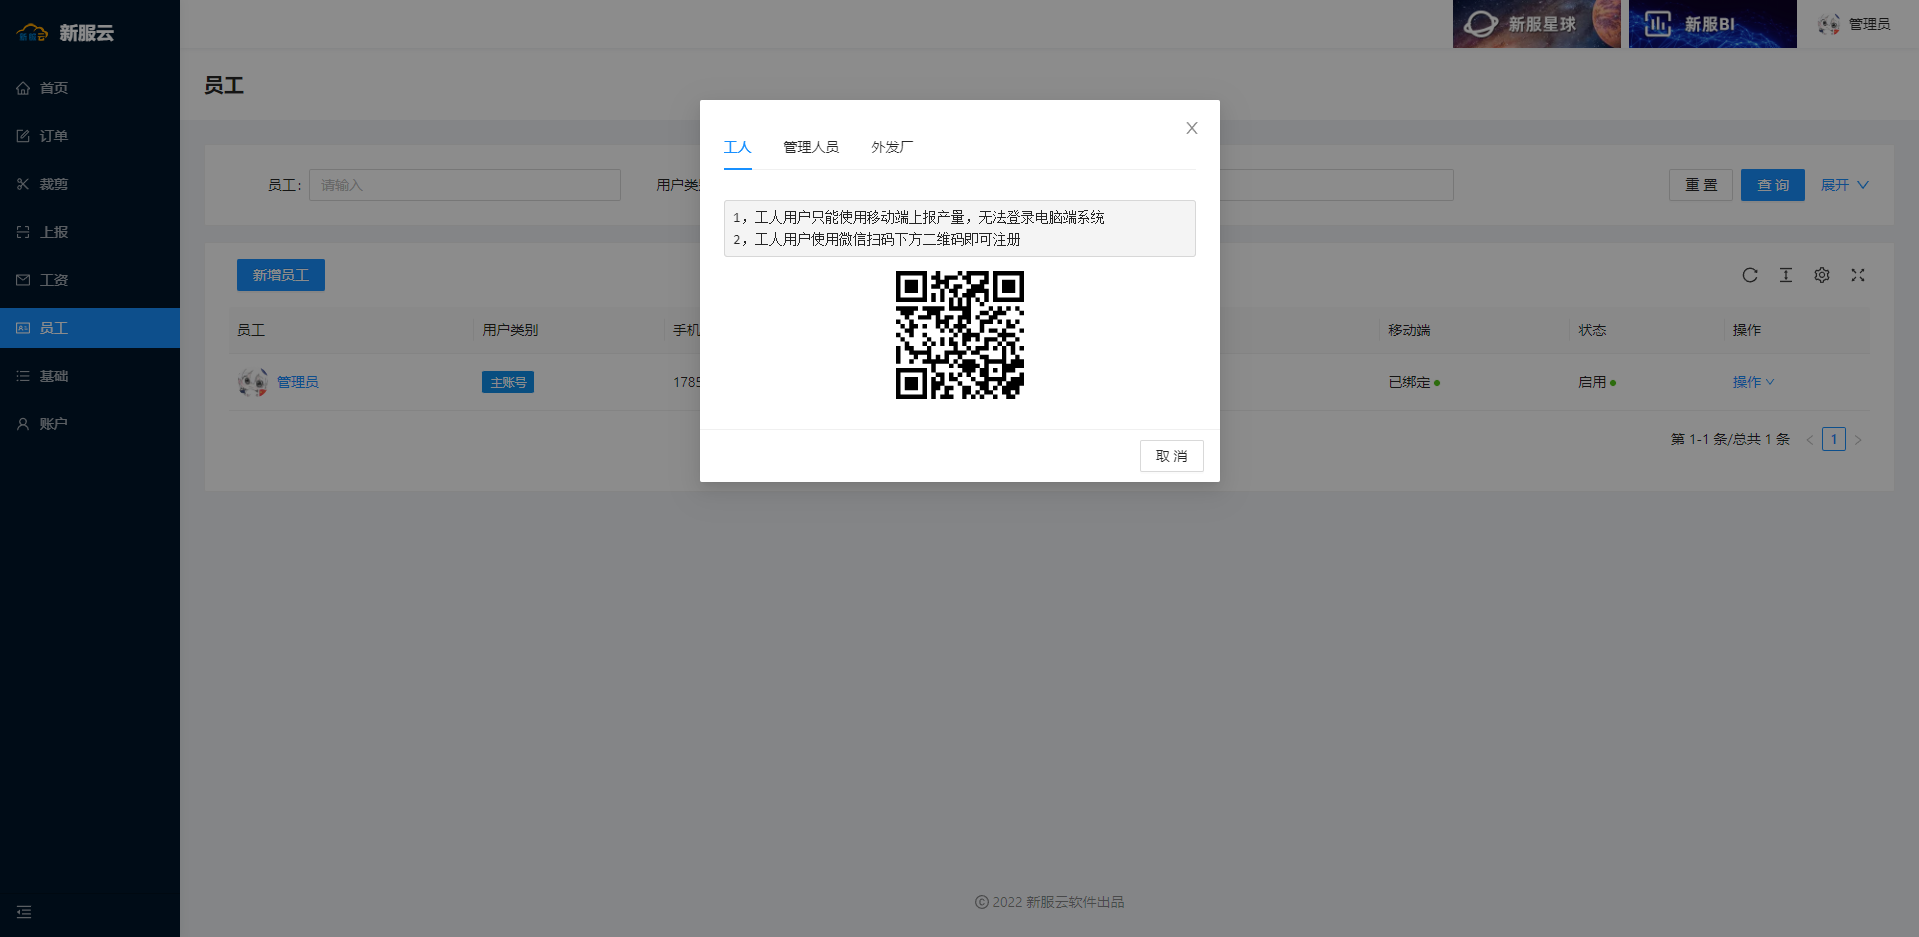 新服云
新服星球
新服BI
管理员
首页
订单
裁剪
上报
工资
员工
基础
账户
员工
员工:
请输入
用户类
重 置
查 询
展开
新增员工
员工
用户类别
手机
移动端
状态
操作
管理员
主账号
1785
已绑定
启用
操作
第 1-1 条/总共 1 条
1
工人
管理人员
外发厂
1，工人用户只能使用移动端上报产量，无法登录电脑端系统
2，工人用户使用微信扫码下方二维码即可注册
取 消
© 2022 新服云软件出品